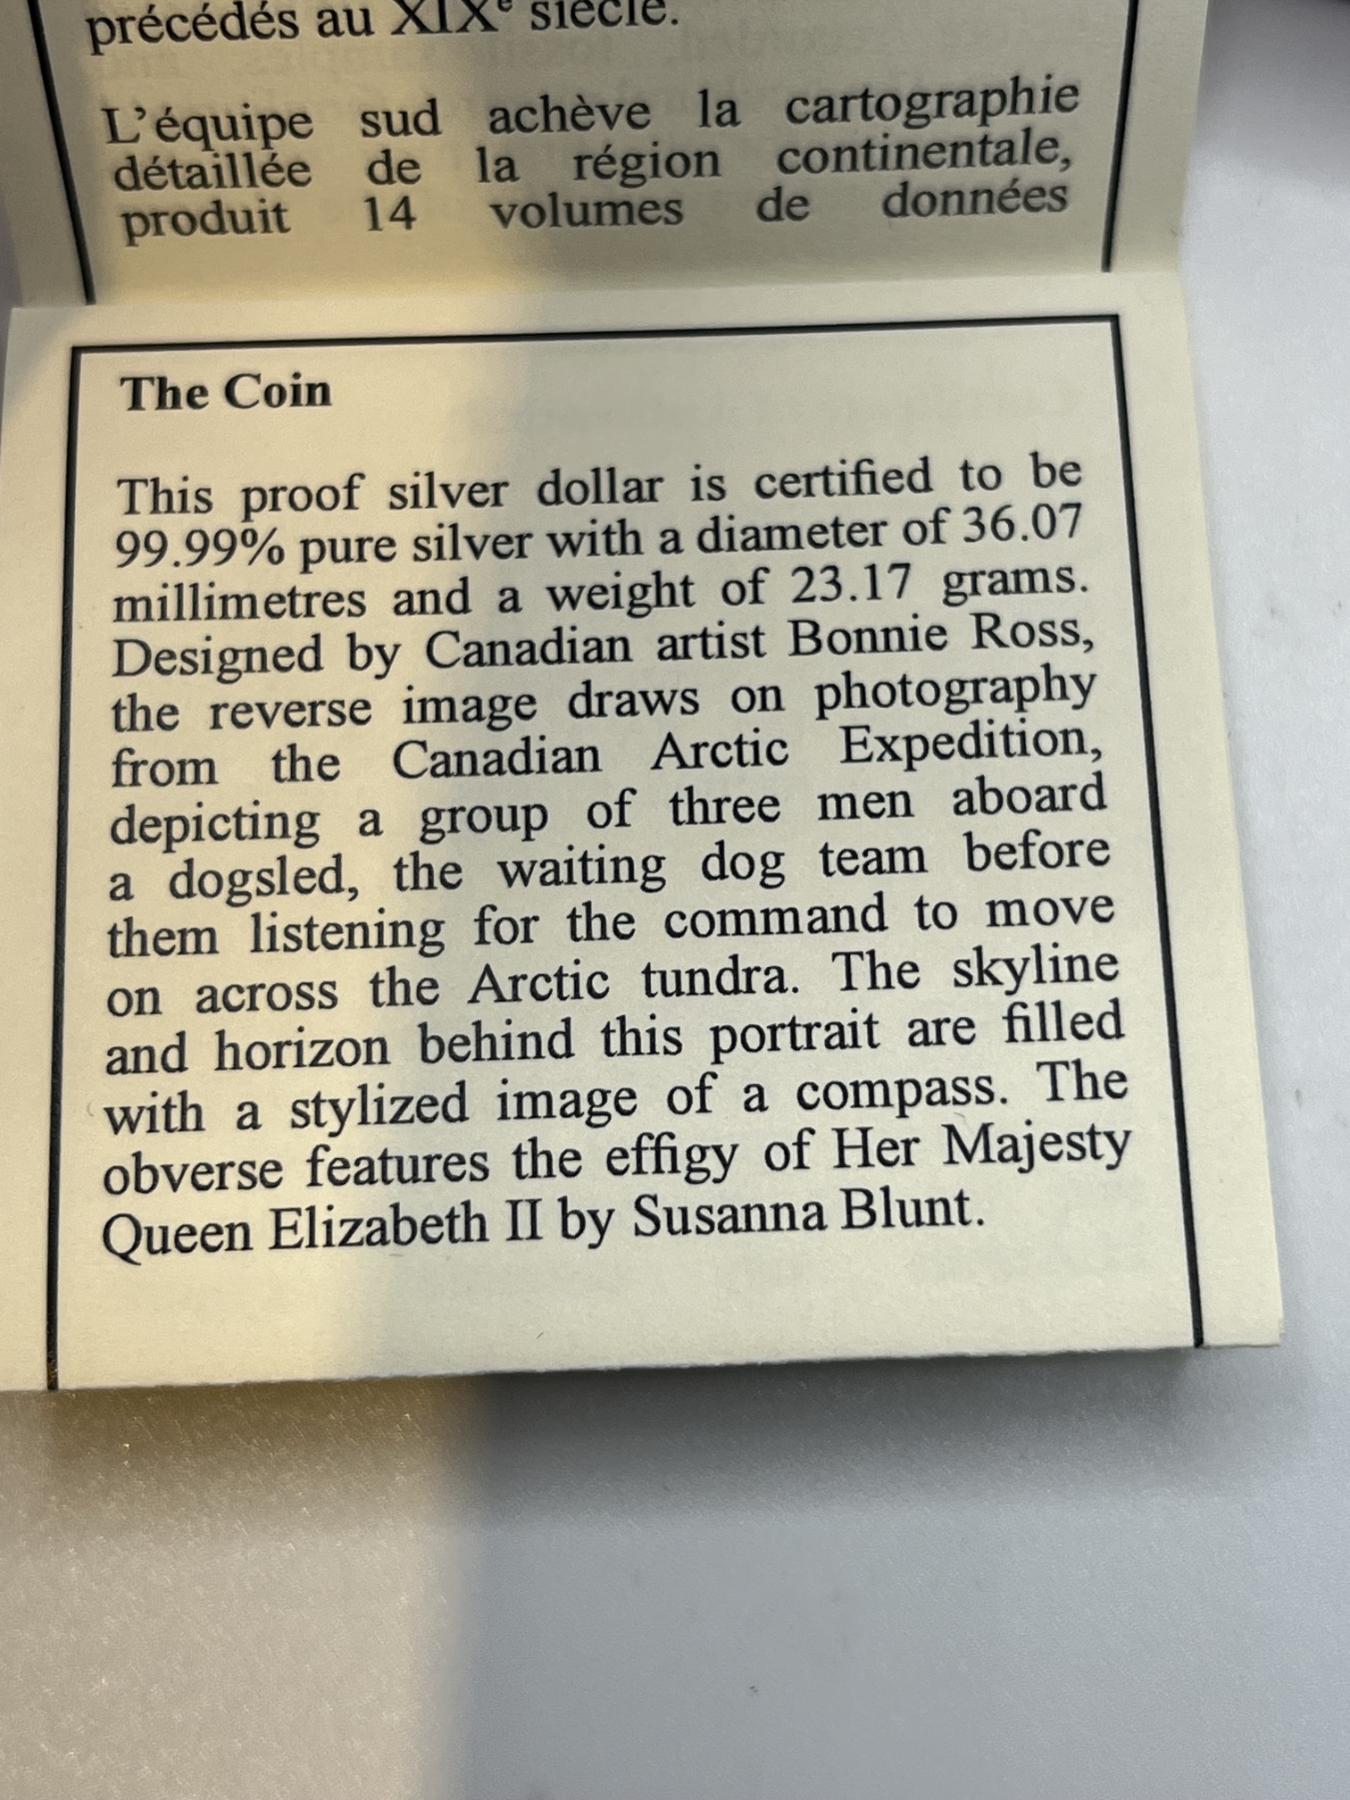 précédés au XIXe siècle.
L'équipe sud achève la cartographie
détaillée de la région continentale,
produit 14 volumes de données
The Coin
This proof silver dollar is certified to be
99.99% pure silver with a diameter of 36.07
millimetres and a weight of 23.17 grams.
Designed by Canadian artist Bonnie Ross,
the reverse image draws on photography
from the Canadian Arctic Expedition,
depicting a group of three men aboard
a dogsled, the waiting dog team before
them listening for the command to move
on across the Arctic tundra. The skyline
and horizon behind this portrait are filled
with a stylized image of a compass. The
obverse features the effigy of Her Majesty
Queen Elizabeth II by Susanna Blunt.